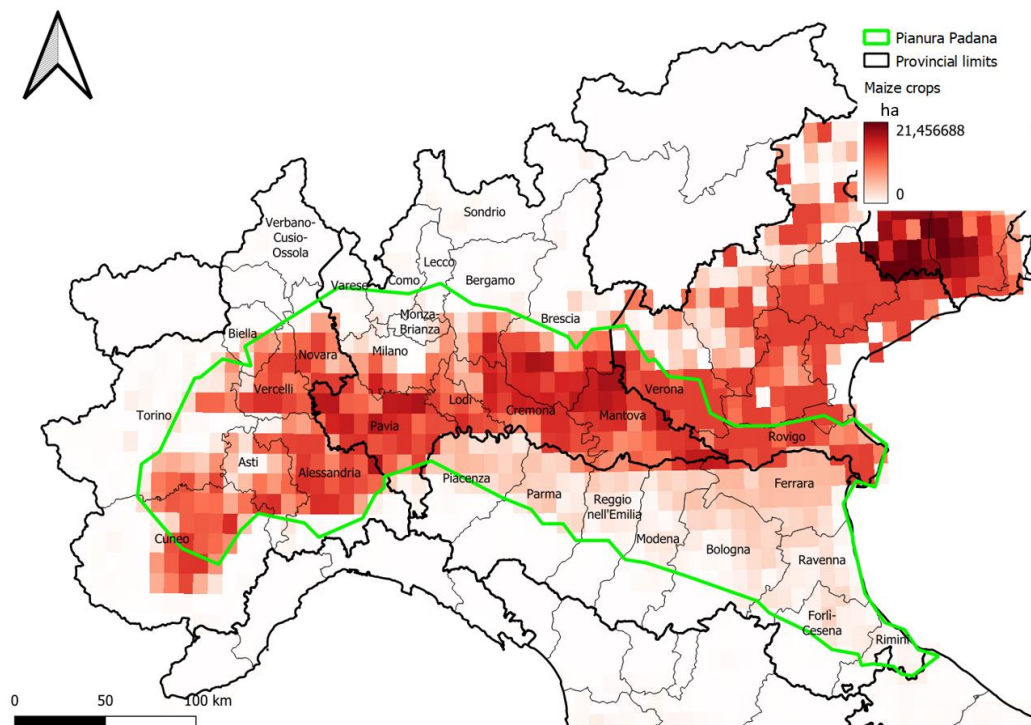 Pianura Padana
Provincial limits
Maize crops
ha
21,456688
0
Sondrio
Verbano-
Cusio-
Ossola
Lecco
Varese
Como
Bergamo
Brescia
Monza-
Brianza
Biella
Novara
Milano
Vercelli
Verona
Torino
Lodi
Cremona
Mantova
Pavia
Rovigo
Asti
Alessandria
Piacenza
Ferrara
Parma
Reggio
nell'Emilia
Cuneo
Modena
Bologna
Ravenna
Forlì-
Cesena
Rimini
0
50
100 km